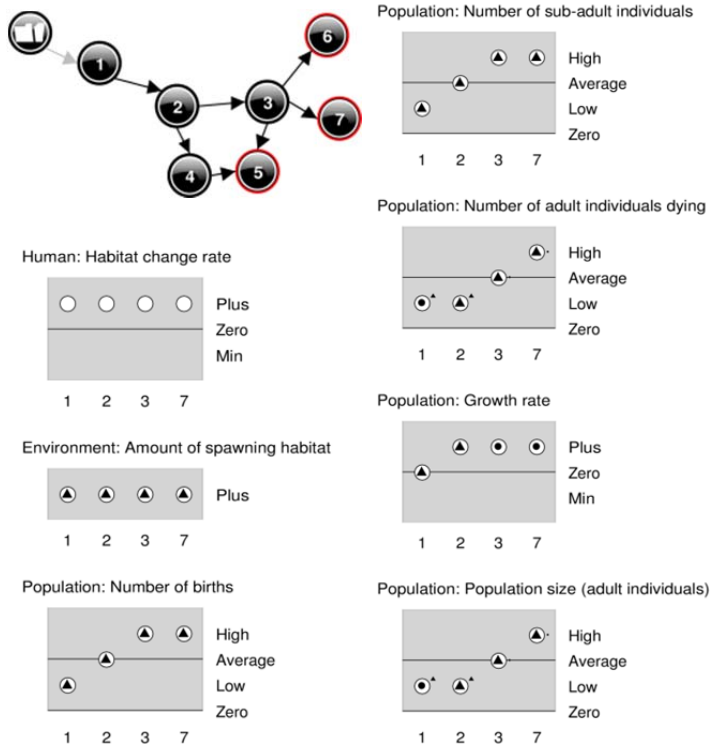 1
2
3
4
5
6
7
Human: Habitat change rate
Plus
Zero
Min
1 2 3 7
Environment: Amount of spawning habitat
Plus
1 2 3 7
Population: Number of births
High
Average
Low
Zero
1 2 3 7
Population: Number of sub-adult individuals
High
Average
Low
Zero
1 2 3 7
Population: Number of adult individuals dying
High
Average
Low
Zero
1 2 3 7
Population: Growth rate
Plus
Zero
Min
1 2 3 7
Population: Population size (adult individuals)
High
Average
Low
Zero
1 2 3 7